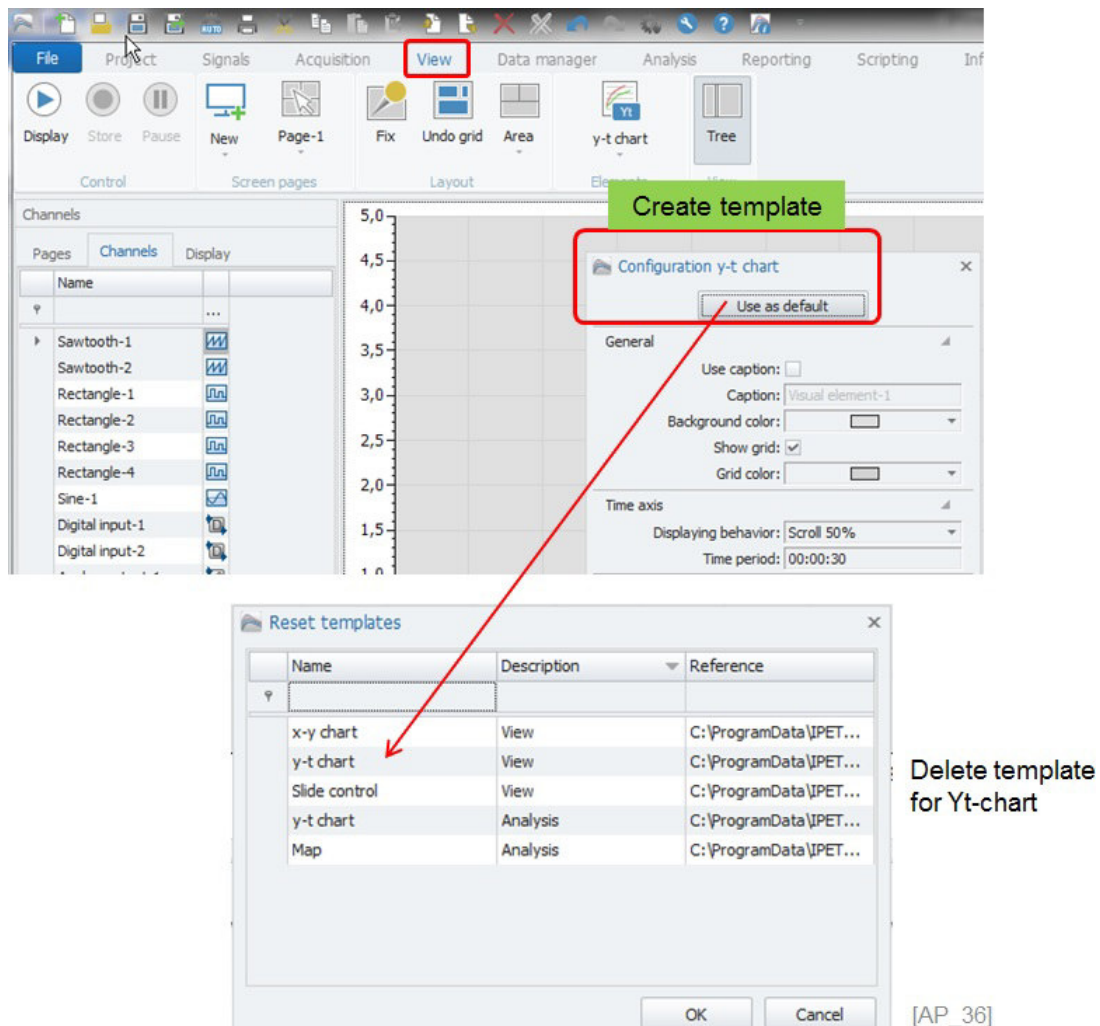 AUTO
File Project Signals Acquisition View Data manager Analysis Reporting Scripting Inf
Yt
Display Store Pause New Page-1 Fix Undo grid Area y-t chart Tree
Control Screen pages Layout
Create template
Channels
Pages Channels Display
Name
...
Sawtooth-1
Sawtooth-2
Rectangle-1
Rectangle-2
Rectangle-3
Rectangle-4
Sine-1
Digital input-1
Digital input-2
5,0
4,5
4,0
3,5
3,0
2,5
2,0
1,5
1,0
Configuration y-t chart
Use as default
General
Use caption:
Caption: Visual element-1
Background color:
Show grid:
Grid color:
Time axis
Displaying behavior: Scroll 50%
Time period: 00:00:30
Reset templates
Name Description Reference
x-y chart View C:\ProgramData\IPET...
y-t chart View C:\ProgramData\IPET...
Slide control View C:\ProgramData\IPET...
y-t chart Analysis C:\ProgramData\IPET...
Map Analysis C:\ProgramData\IPET...
OK Cancel
Delete template
for Yt-chart
[AP_36]